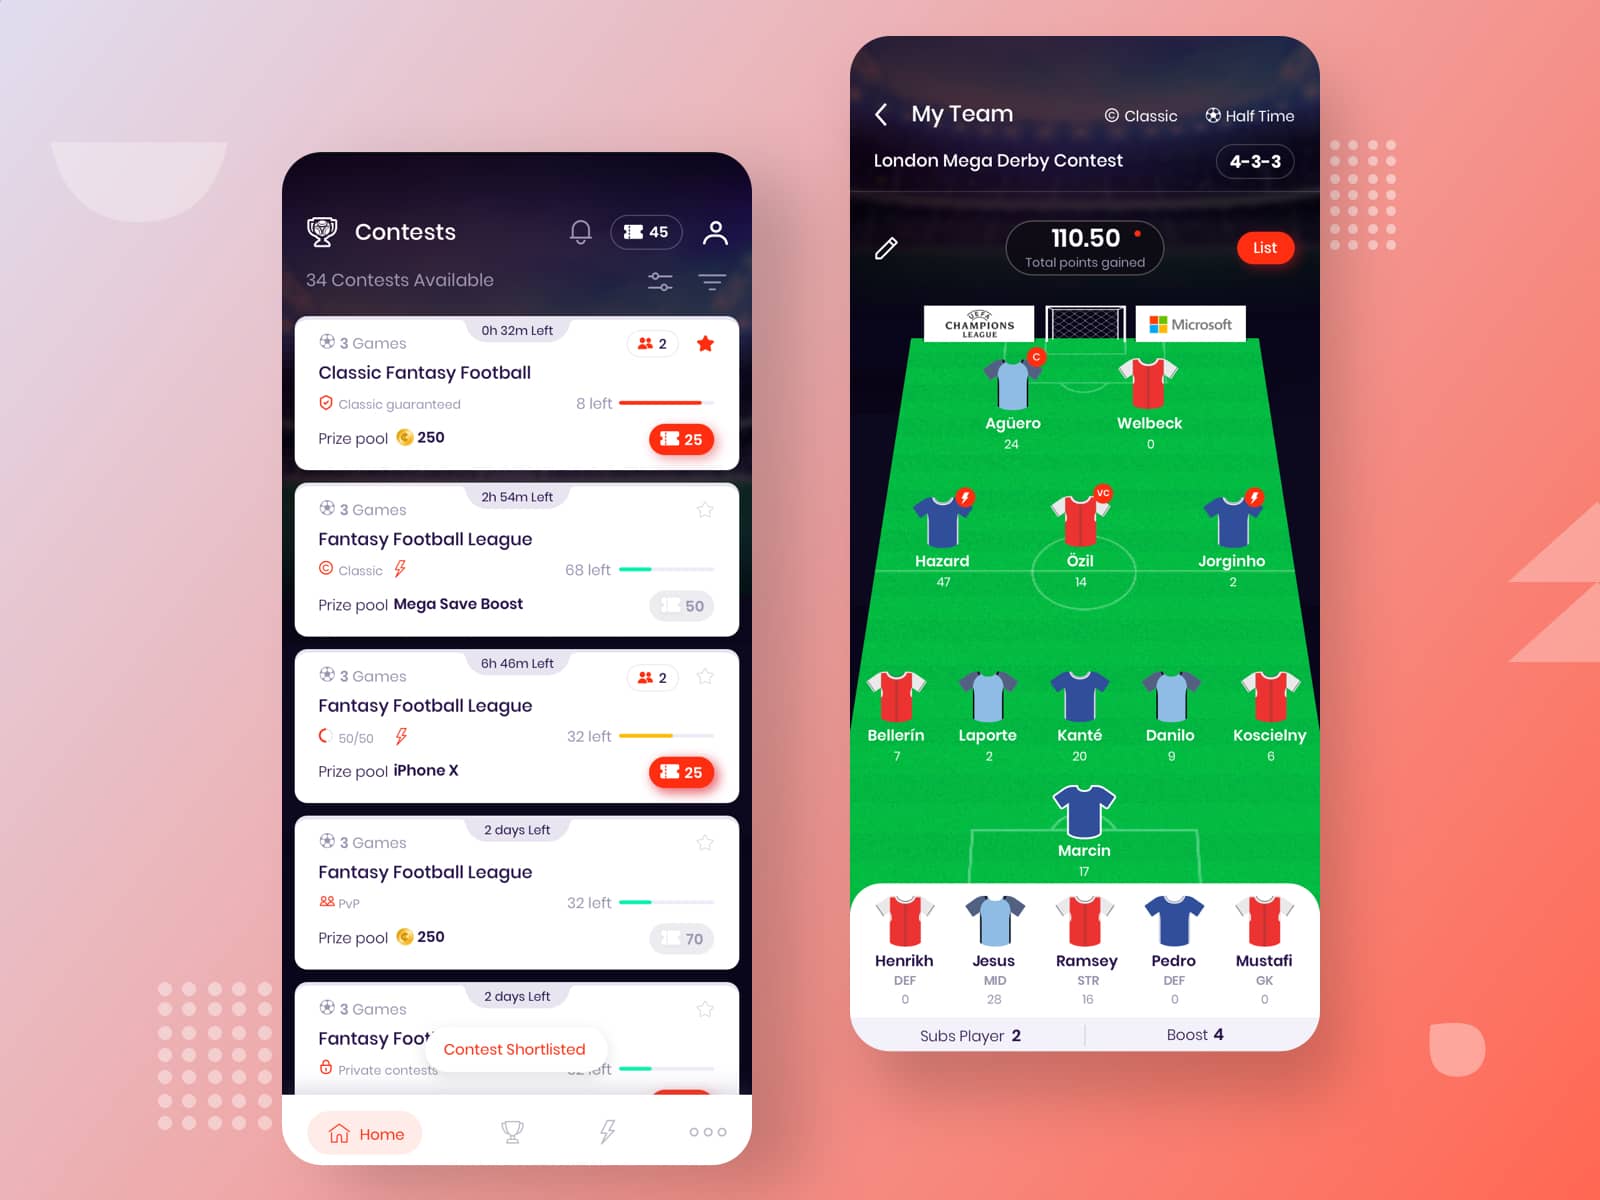 Contests
45
34 Contests Available
0h 32m Left
3 Games
2
Classic Fantasy Football
Classic guaranteed
8 left
Prize pool 250
25
2h 54m Left
3 Games
Fantasy Football League
Classic
68 left
Prize pool Mega Save Boost
50
6h 46m Left
3 Games
2
Fantasy Football League
50/50
32 left
Prize pool iPhone X
25
2 days Left
3 Games
Fantasy Football League
PvP
32 left
Prize pool 250
70
2 days Left
3 Games
Fantasy Foot
Contest Shortlisted
Private contests
left
Home
My Team
C Classic
Half Time
London Mega Derby Contest
4-3-3
110.50
Total points gained
List
UEFA
CHAMPIONS
LEAGUE
Microsoft
C
Agüero
24
Welbeck
0
Hazard
47
VC
Özil
14
Jorginho
2
Bellerín
7
Laporte
2
Kanté
20
Danilo
9
Koscielny
6
Marcin
17
Henrikh
DEF
0
Jesus
MID
28
Ramsey
STR
16
Pedro
DEF
0
Mustafi
GK
0
Subs Player 2
Boost 4